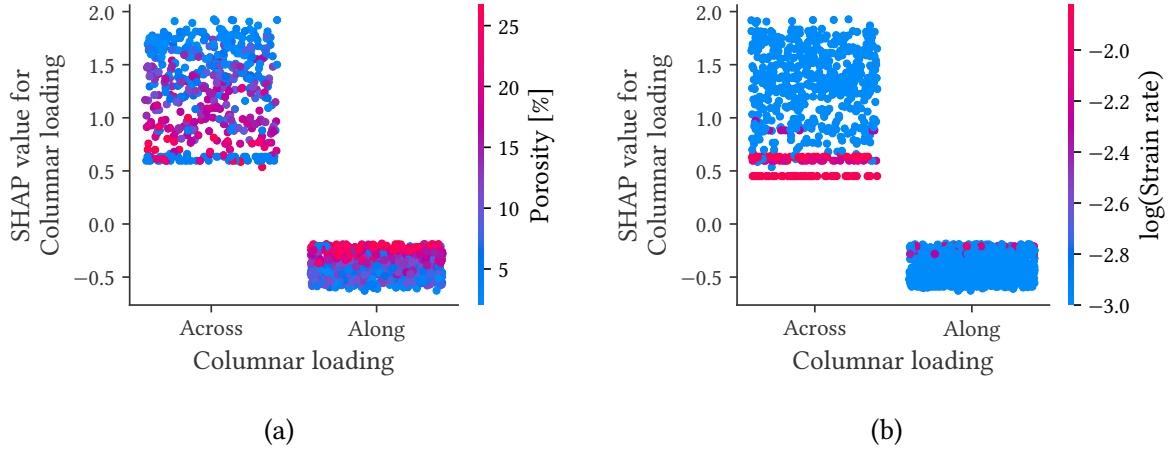 SHAP value for
Columnar loading
2.0
1.5
1.0
0.5
0.0
−0.5
Across
Along
Columnar loading
25
20
15
10
5
Porosity [%]
(a)
SHAP value for
Columnar loading
2.0
1.5
1.0
0.5
0.0
−0.5
Across
Along
Columnar loading
−2.0
−2.2
−2.4
−2.6
−2.8
−3.0
log(Strain rate)
(b)